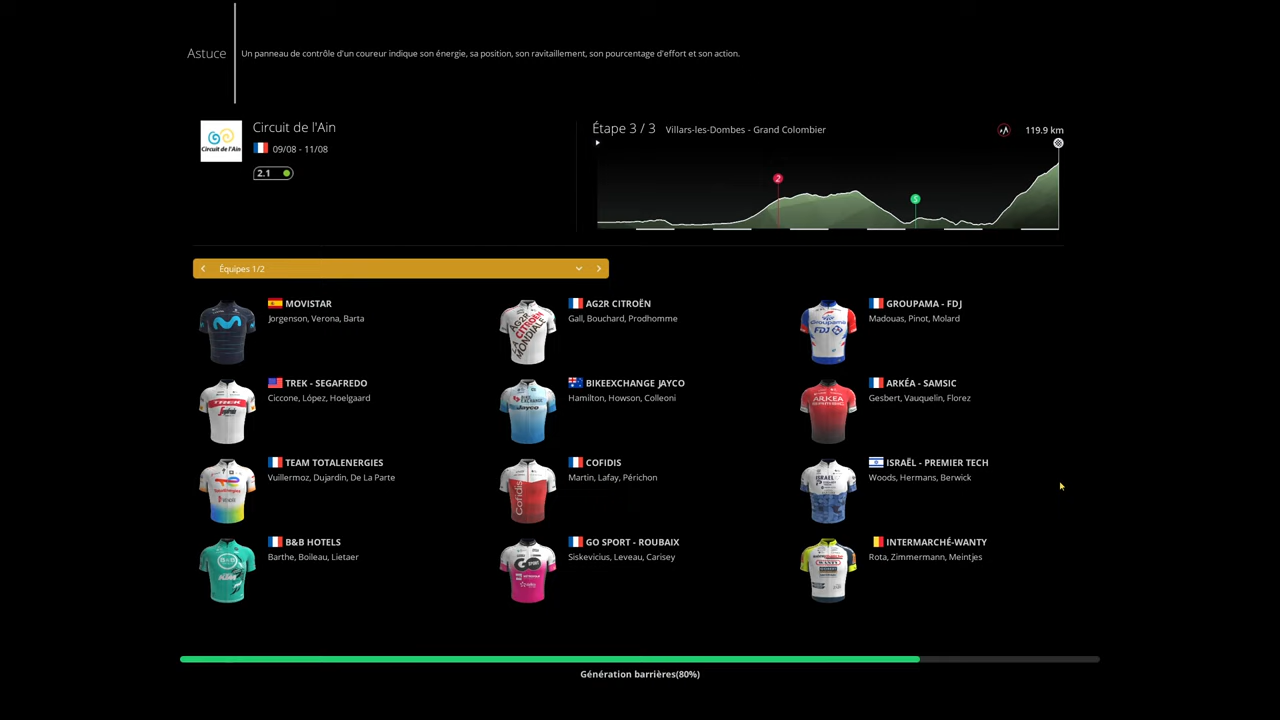 Astuce
Un panneau de contrôle d'un coureur indique son énergie, sa position, son ravitaillement, son pourcentage d'effort et son action.
Circuit de l'Ain
Circuit de l'Ain
09/08 - 11/08
2.1
Étape 3 / 3 Villars-les-Dombes - Grand Colombier 119.9 km
2
S
Équipes 1/2
MOVISTAR
Jorgenson, Verona, Barta
AG2R CITROËN
Gall, Bouchard, Prodhomme
GROUPAMA - FDJ
Madouas, Pinot, Molard
TREK - SEGAFREDO
Ciccone, López, Hoelgaard
BIKEEXCHANGE JAYCO
Hamilton, Howson, Colleoni
ARKÉA - SAMSIC
Gesbert, Vauquelin, Florez
TEAM TOTALENERGIES
Vuillermoz, Dujardin, De La Parte
COFIDIS
Martin, Lafay, Périchon
ISRAËL - PREMIER TECH
Woods, Hermans, Berwick
B&B HOTELS
Barthe, Boileau, Lietaer
GO SPORT - ROUBAIX
Siskevicius, Leveau, Carisey
INTERMARCHÉ-WANTY
Rota, Zimmermann, Meintjes
Génération barrières(80%)